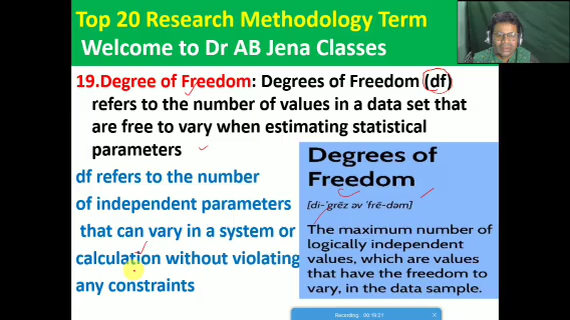 Top 20 Research Methodology Term
Welcome to Dr AB Jena Classes
19.Degree of Freedom: Degrees of Freedom (df)
refers to the number of values in a data set that
are free to vary when estimating statistical
parameters
df refers to the number
of independent parameters
that can vary in a system or
calculation without violating
any constraints
Degrees of
Freedom
[di-ˈgrēz əv ˈfrē-dəm]
The maximum number of
logically independent
values, which are values
that have the freedom to
vary, in the data sample.
Recording... 00:19:21